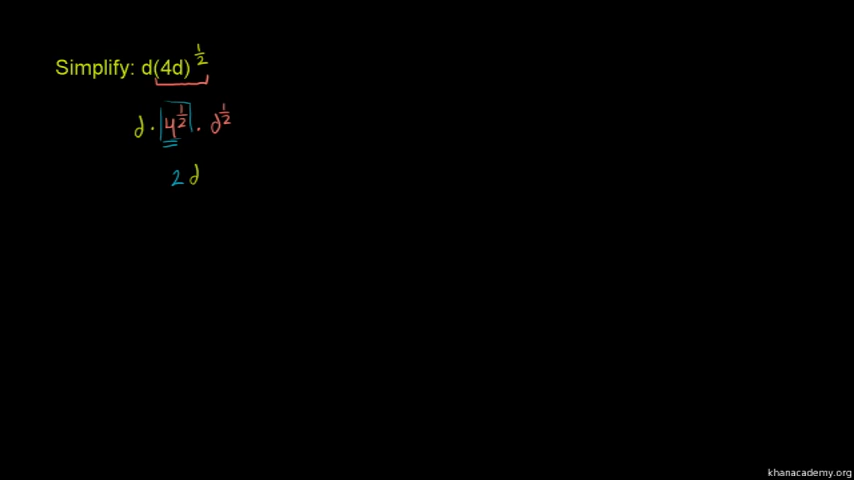 Simplify: d(4d)^½
d · 4^½ · d^½
2d
khanacademy.org